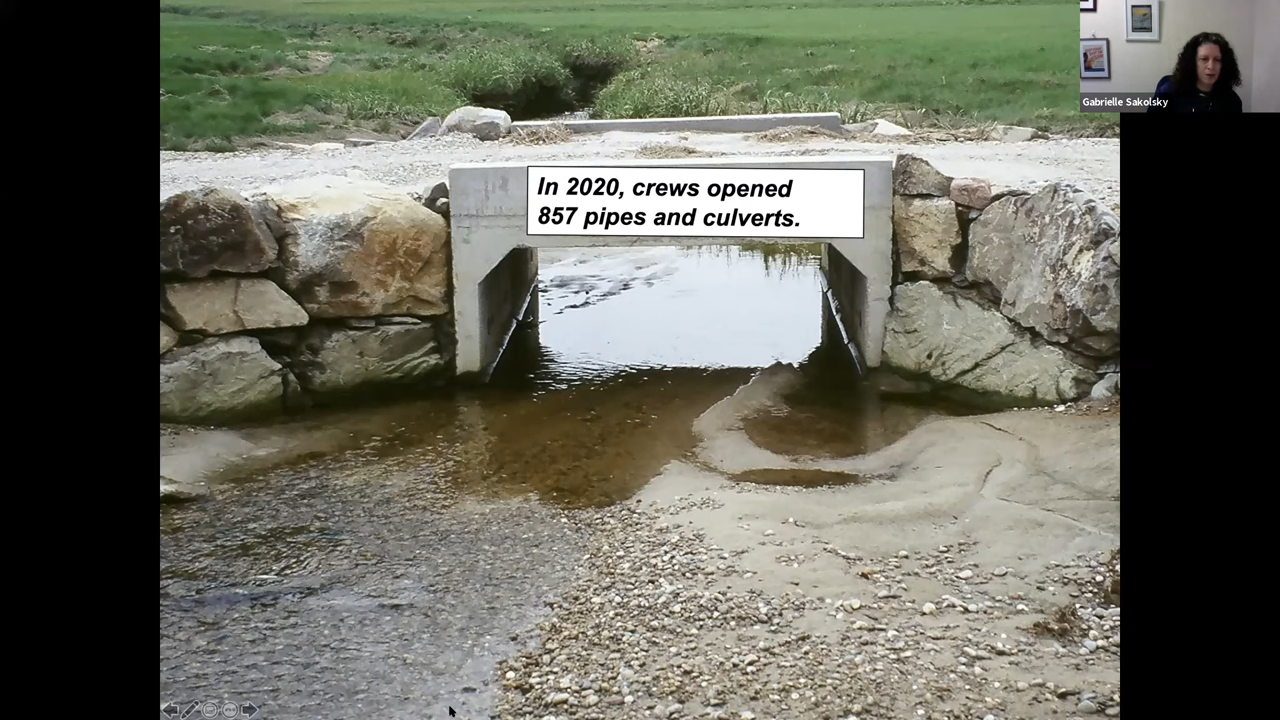 In 2020, crews opened
857 pipes and culverts.
Gabrielle Sakolsky